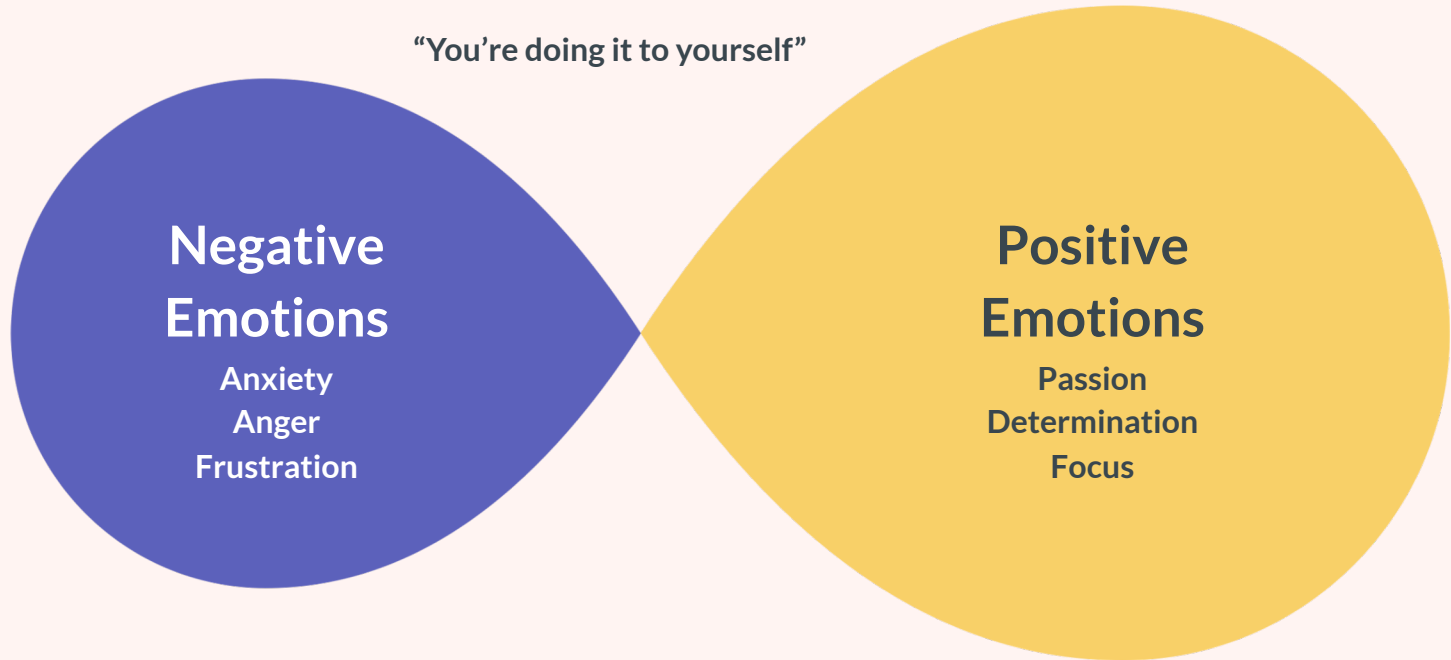 “You’re doing it to yourself”
Negative
Emotions
Anxiety
Anger
Frustration
Positive
Emotions
Passion
Determination
Focus